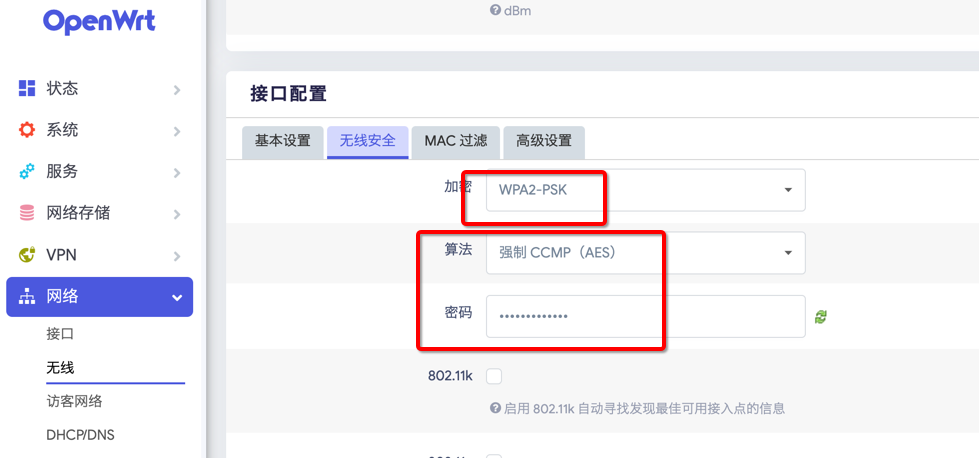 OpenWrt
状态
系统
服务
网络存储
VPN
网络
接口
无线
访客网络
DHCP/DNS
dBm
接口配置
基本设置 无线安全 MAC 过滤 高级设置
加密 WPA2-PSK
算法 强制 CCMP（AES）
密码 •••••••••••••
802.11k
启用 802.11k 自动寻找发现最佳可用接入点的信息